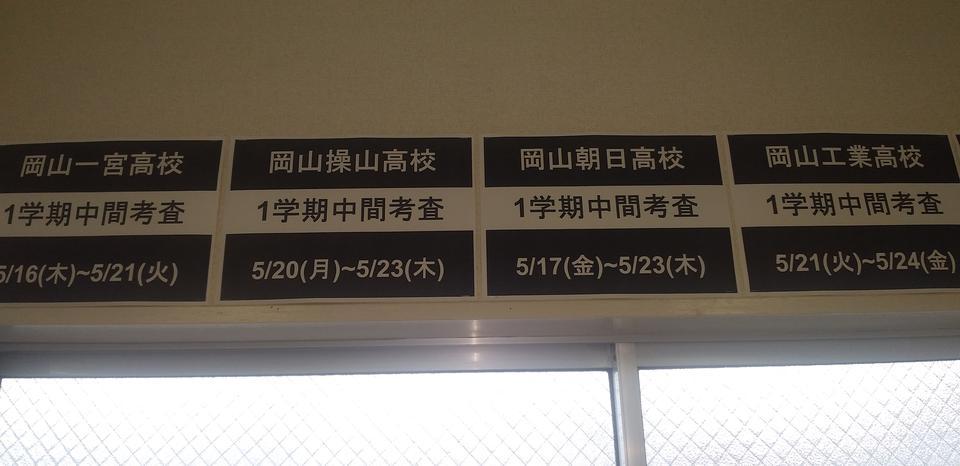 岡山一宮高校
1学期中間考査
5/16(木)~5/21(火)
岡山操山高校
1学期中間考査
5/20(月)~5/23(木)
岡山朝日高校
1学期中間考査
5/17(金)~5/23(木)
岡山工業高校
1学期中間考査
5/21(火)~5/24(金)